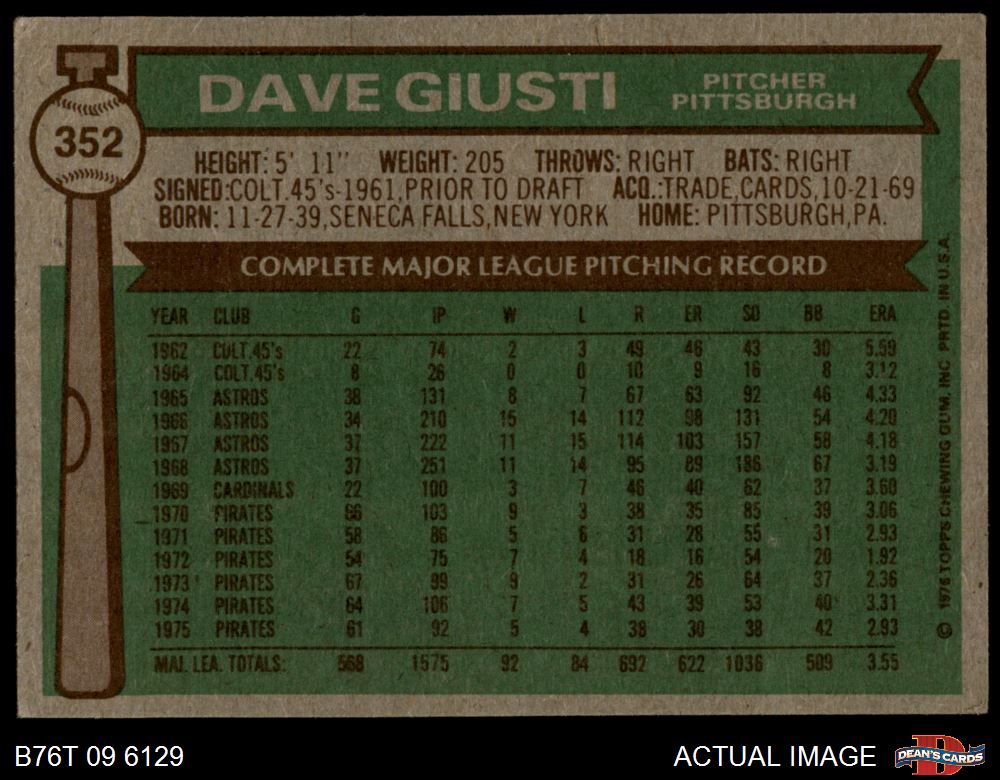 DAVE GIUSTI
PITCHER
PITTSBURGH
352
HEIGHT: 5' 11" WEIGHT: 205 THROWS: RIGHT BATS: RIGHT
SIGNED:COLT.45's-1961,PRIOR TO DRAFT ACQ.:TRADE,CARDS,10-21-69
BORN: 11-27-39,SENECA FALLS,NEW YORK HOME: PITTSBURGH,PA.
COMPLETE MAJOR LEAGUE PITCHING RECORD
YEAR CLUB G IP W L R ER SO BB ERA
1962 COLT.45's 22 74 2 3 49 46 43 30 5.59
1964 COLT.45's 8 26 0 0 10 9 16 8 3.12
1965 ASTROS 38 131 8 7 67 63 92 46 4.33
1966 ASTROS 34 210 15 14 112 98 131 54 4.20
1967 ASTROS 37 222 11 15 114 103 157 58 4.18
1968 ASTROS 37 251 11 14 95 89 186 67 3.19
1969 CARDINALS 22 100 3 7 46 40 62 37 3.60
1970 PIRATES 66 103 9 3 38 35 85 39 3.06
1971 PIRATES 58 86 5 6 31 28 55 31 2.93
1972 PIRATES 54 75 7 4 18 16 54 20 1.92
1973 PIRATES 67 99 9 2 31 26 64 37 2.36
1974 PIRATES 64 106 7 5 43 39 53 40 3.31
1975 PIRATES 61 92 5 4 38 30 38 42 2.93
MAJ. LEA. TOTALS: 568 1575 92 84 692 622 1036 509 3.55
© 1976 TOPPS CHEWING GUM, INC PRTD. IN U.S.A.
B76T 09 6129
ACTUAL IMAGE
DEAN'S CARDS